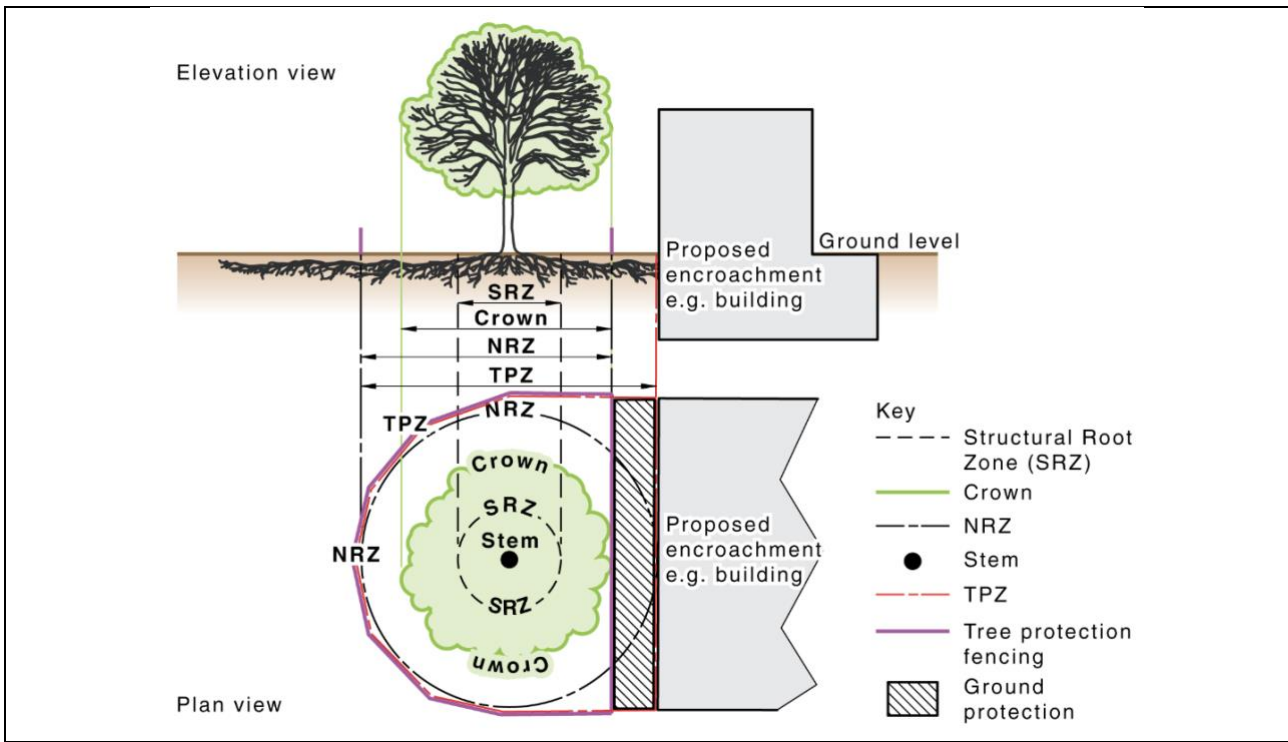 Elevation view
Ground level
Proposed
encroachment
e.g. building
SRZ
Crown
NRZ
TPZ
NRZ
TPZ
Crown
SRZ
Stem
NRZ
SRZ
Crown
Proposed
encroachment
e.g. building
Plan view
Key
Structural Root
Zone (SRZ)
Crown
NRZ
Stem
TPZ
Tree protection
fencing
Ground
protection